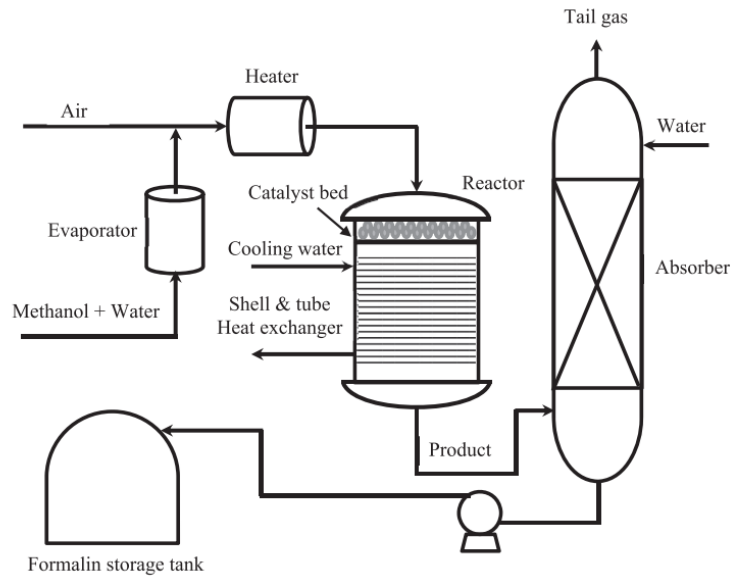 Tail gas
Heater
Air
Water
Reactor
Catalyst bed
Evaporator
Cooling water
Absorber
Methanol + Water
Shell & tube
Heat exchanger
Product
Formalin storage tank